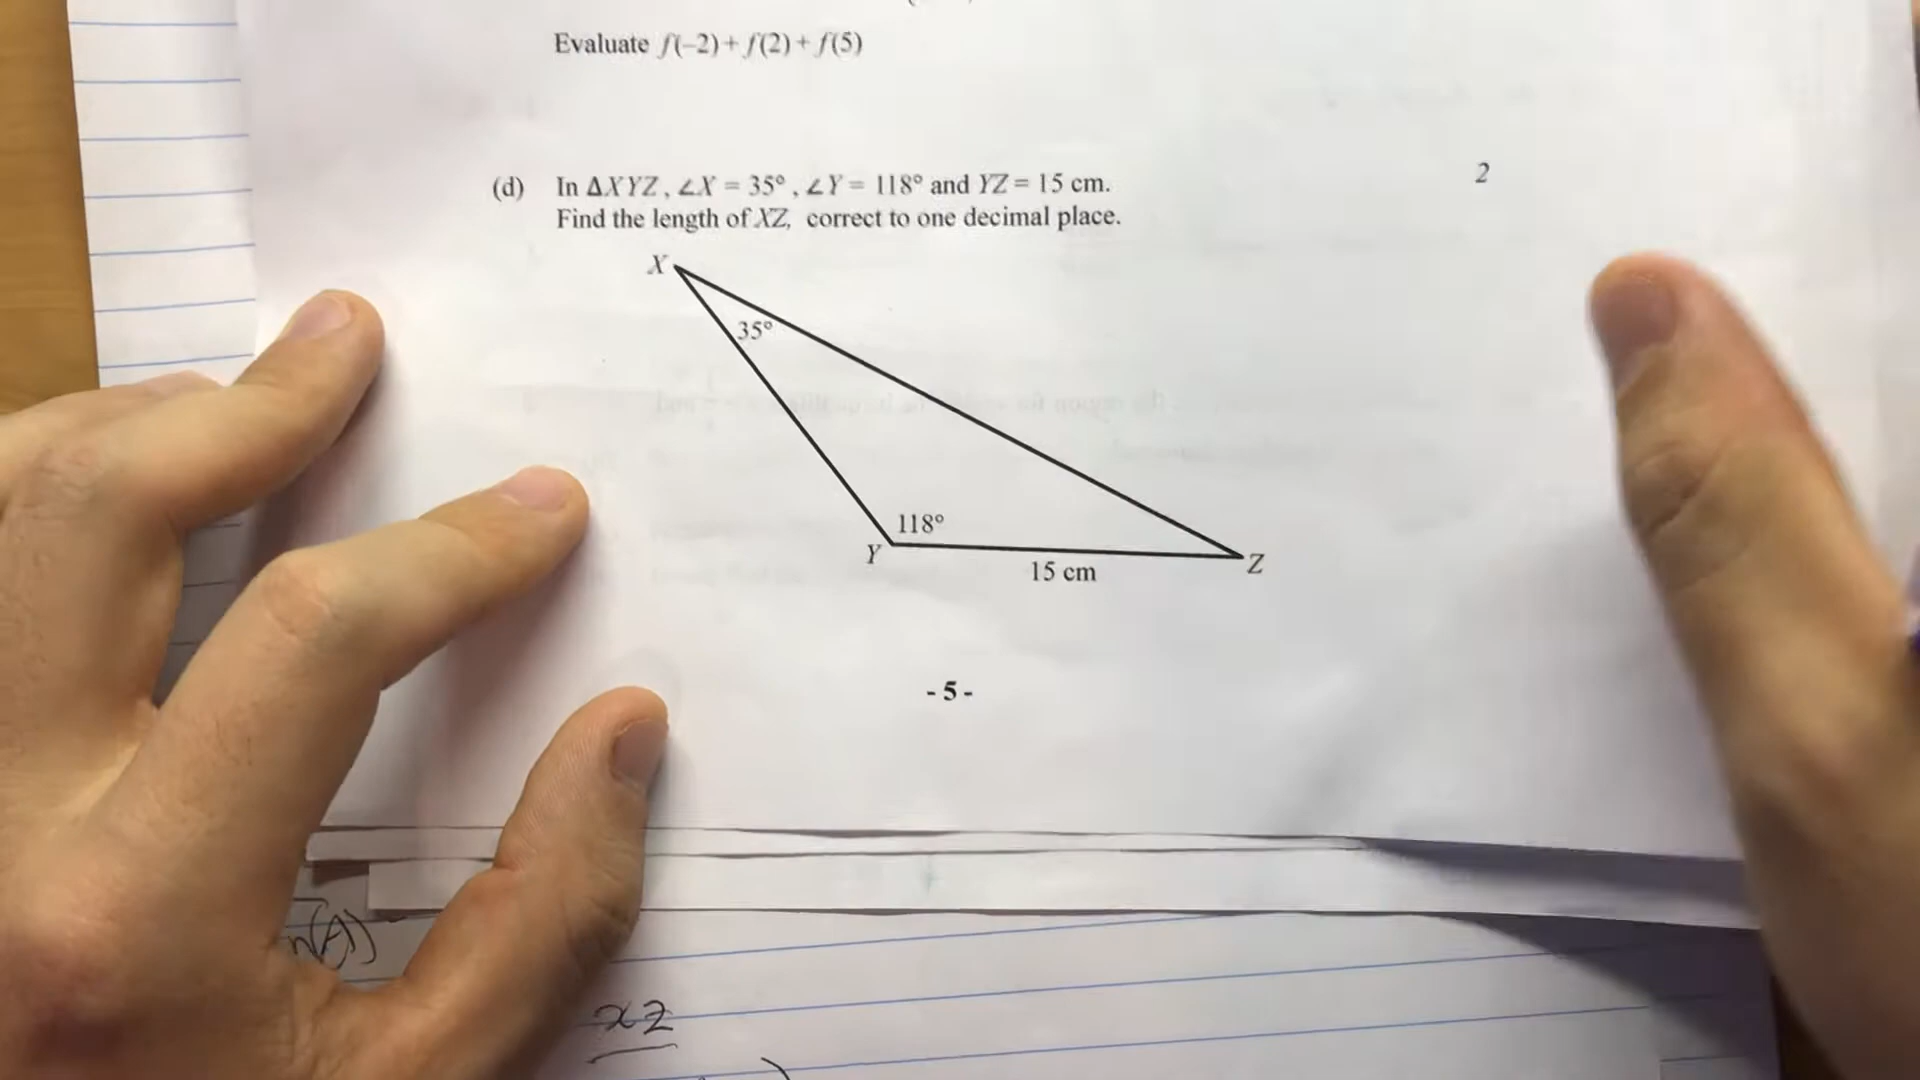 Evaluate f(–2) + f(2) + f(5)
(d) In ΔXYZ, ∠X = 35°, ∠Y = 118° and YZ = 15 cm. 2
Find the length of XZ, correct to one decimal place.
X
35°
118°
Y
Z
15 cm
- 5 -
n(A)
xz